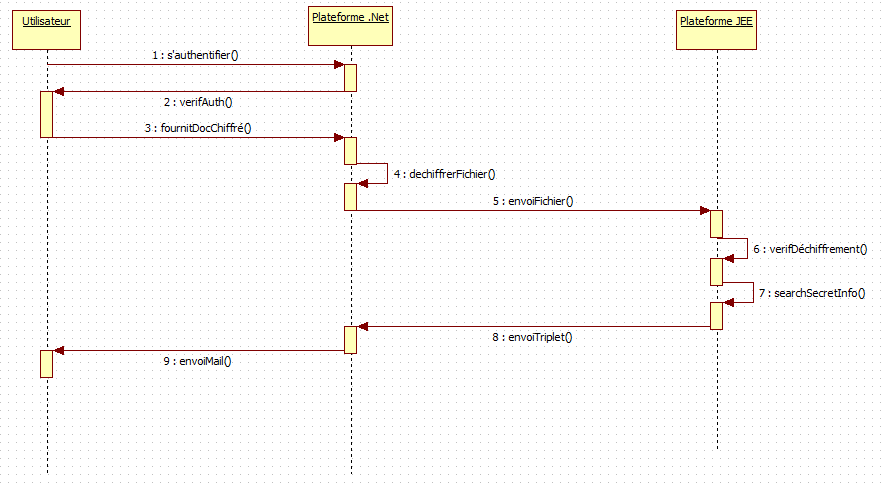 Utilisateur
Plateforme .Net
Plateforme JEE
1 : s'authentifier()
2 : verifAuth()
3 : fournitDocChiffré()
4 : dechiffrerFichier()
5 : envoiFichier()
6 : verifDéchiffrement()
7 : searchSecretInfo()
8 : envoiTriplet()
9 : envoiMail()